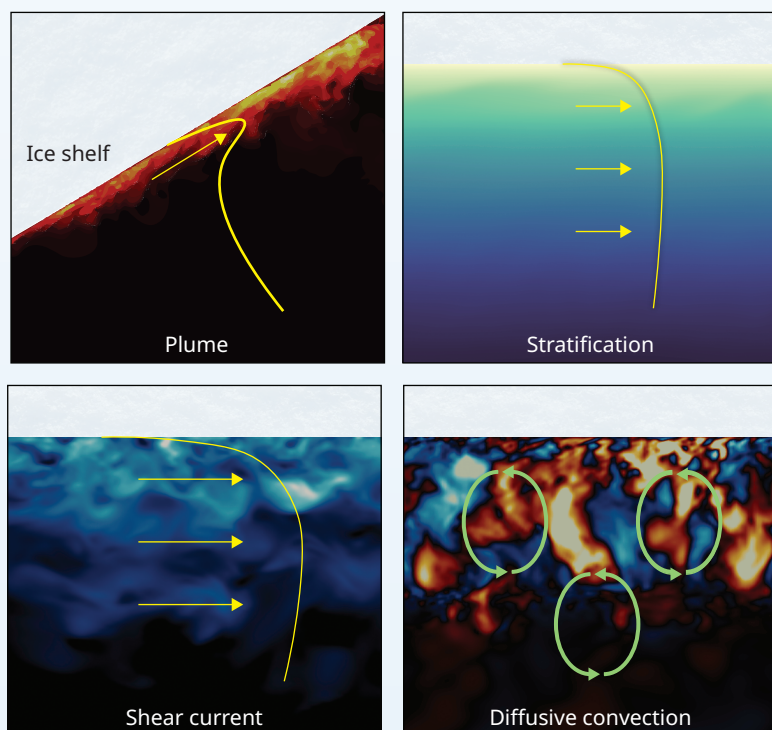 Ice shelf
Plume
Stratification
Shear current
Diffusive convection